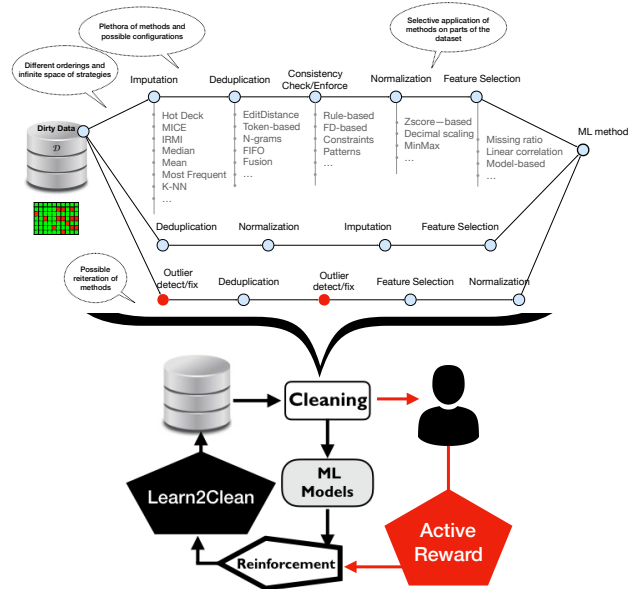 Plethora of methods and
possible configurations
Selective application of
methods on parts of the
dataset
Different orderings and
infinite space of strategies
Imputation
Deduplication
Consistency
Check/Enforce
Normalization
Feature Selection
Dirty Data
D
Hot Deck
MICE
IRMI
Median
Mean
Most Frequent
K-NN
...
EditDistance
Token-based
N-grams
FIFO
Fusion
...
Rule-based
FD-based
Constraints
Patterns
...
Zscore—based
Decimal scaling
MinMax
...
Missing ratio
Linear correlation
Model-based
...
ML method
Deduplication
Normalization
Imputation
Feature Selection
Possible
reiteration of
methods
Outlier
detect/fix
Deduplication
Outlier
detect/fix
Feature Selection
Normalization
Cleaning
ML
Models
Learn2Clean
Reinforcement
Active
Reward